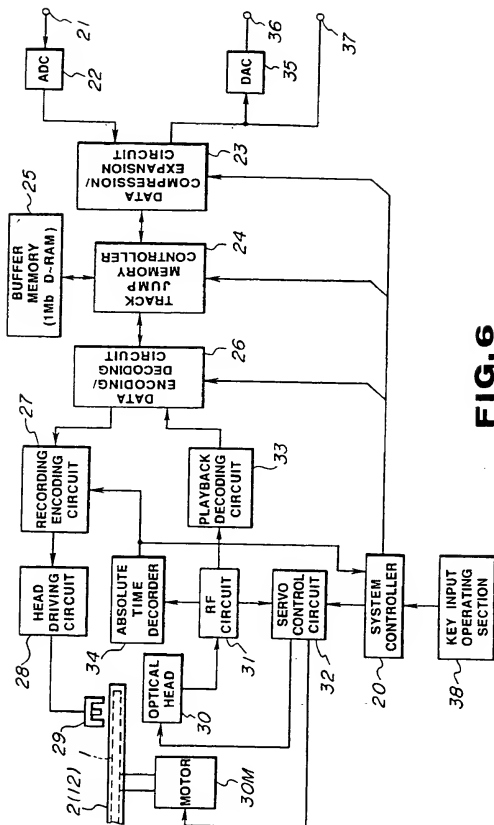 21
ADC
22
36
DAC
35
37
DATA
COMPRESSION/
EXPANSION
CIRCUIT
23
25
BUFFER
MEMORY
(1Mb D-RAM)
TRACK
JUMP
MEMORY
CONTROLLER
24
DATA
ENCODING/
DECODING
CIRCUIT
26
27
RECORDING
ENCODING
CIRCUIT
PLAYBACK
DECODING
CIRCUIT
33
HEAD
DRIVING
CIRCUIT
28
ABSOLUTE
TIME
DECORDER
34
RF
CIRCUIT
31
SERVO
CONTROL
CIRCUIT
32
SYSTEM
CONTROLLER
20
KEY INPUT
OPERATING
SECTION
38
29
OPTICAL
HEAD
30
2(12)
MOTOR
30M
FIG.6